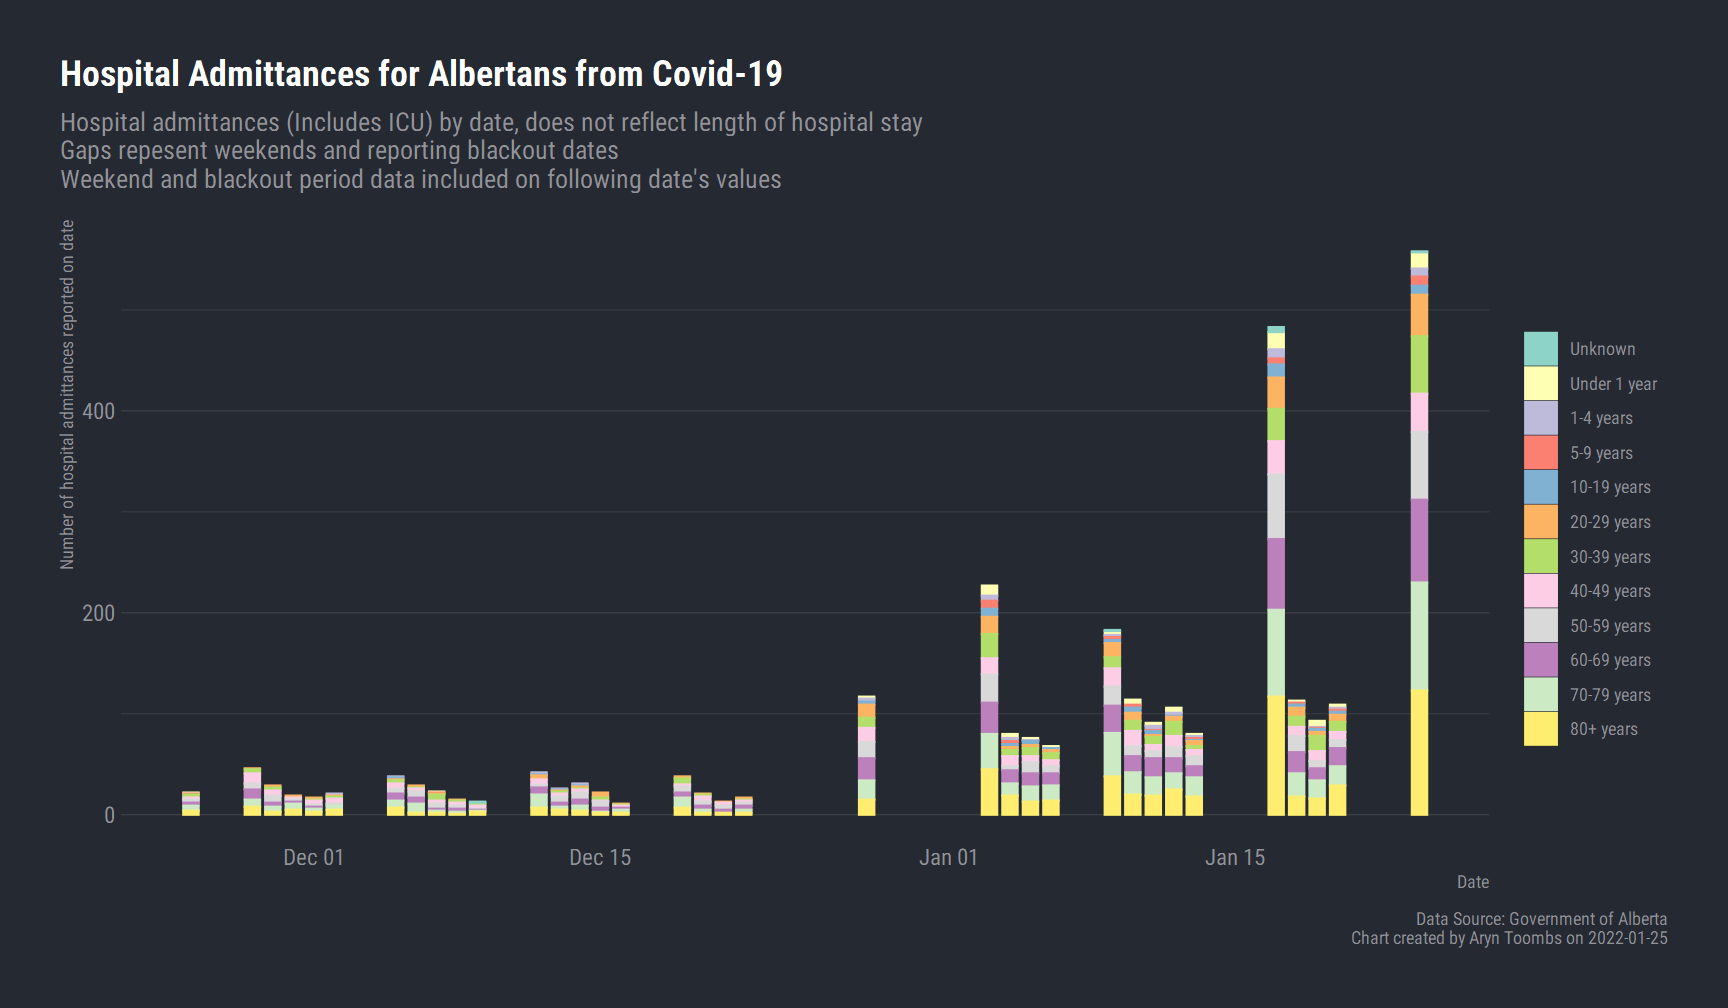 Hospital Admittances for Albertans from Covid-19
Hospital admittances (Includes ICU) by date, does not reflect length of hospital stay
Gaps repesent weekends and reporting blackout dates
Weekend and blackout period data included on following date's values
Number of hospital admittances reported on date
400
200
0
Dec 01
Dec 15
Jan 01
Jan 15
Date
Unknown
Under 1 year
1-4 years
5-9 years
10-19 years
20-29 years
30-39 years
40-49 years
50-59 years
60-69 years
70-79 years
80+ years
Data Source: Government of Alberta
Chart created by Aryn Toombs on 2022-01-25